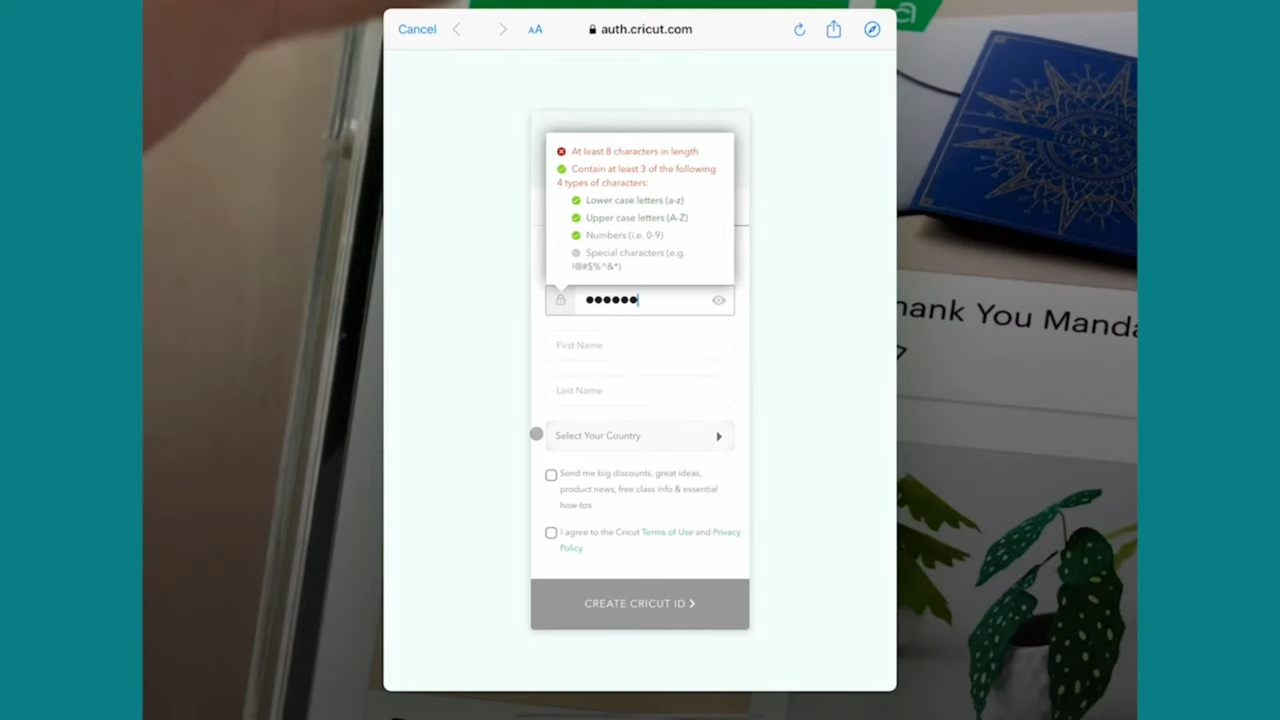 Cancel
AA
auth.cricut.com
At least 8 characters in length
Contain at least 3 of the following
4 types of characters:
Lower case letters (a-z)
Upper case letters (A-Z)
Numbers (i.e. 0-9)
Special characters (e.g.
!@#$%^&*)
●●●●●●
First Name
Last Name
Select Your Country
Send me big discounts, great ideas,
product news, free class info & essential
how-tos
I agree to the Cricut Terms of Use and Privacy
Policy
CREATE CRICUT ID
hank You Manda